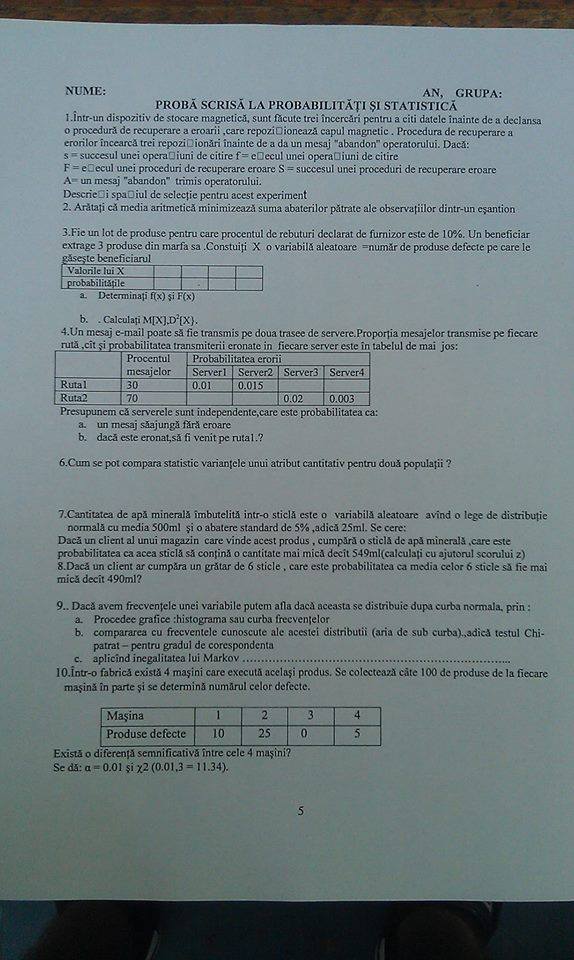 NUME: AN, GRUPA:
PROBĂ SCRISĂ LA PROBABILITĂŢI ŞI STATISTICĂ
1.Într-un dispozitiv de stocare magnetică, sunt făcute trei încercări pentru a citi datele înainte de a declansa
o procedură de recuperare a eroarii ,care repozi□ionează capul magnetic . Procedura de recuperare a
erorilor încearcă trei repozi□ionări înainte de a da un mesaj "abandon" operatorului. Dacă:
s = succesul unei opera□iuni de citire f = e□ecul unei opera□iuni de citire
F = e□ecul unei proceduri de recuperare eroare S = succesul unei proceduri de recuperare eroare
A= un mesaj "abandon" trimis operatorului.
Descrie□i spa□iul de selecţie pentru acest experiment
2. Arătaţi că media aritmetică minimizează suma abaterilor pătrate ale observaţiilor dintr-un eşantion
3.Fie un lot de produse pentru care procentul de rebuturi declarat de furnizor este de 10%. Un beneficiar
extrage 3 produse din marfa sa .Constuiţi X o variabilă aleatoare =număr de produse defecte pe care le
găseşte beneficiarul
Valorile lui X
probabilităţile
a. Determinaţi f(x) şi F(x)
b. . Calculaţi M[X],D²{X}.
4.Un mesaj e-mail poate să fie transmis pe doua trasee de servere.Proporţia mesajelor transmise pe fiecare
rută ,cît şi probabilitatea transmiterii eronate in fiecare server este în tabelul de mai jos:
Procentul mesajelor Probabilitatea erorii
Server1 Server2 Server3 Server4
Ruta1 30 0.01 0.015
Ruta2 70 0.02 0.003
Presupunem că serverele sunt independente,care este probabilitatea ca:
a. un mesaj săajungă fără eroare
b. dacă este eronat,să fi venit pe ruta1.?
6.Cum se pot compara statistic varianţele unui atribut cantitativ pentru două populaţii ?
7.Cantitatea de apă minerală îmbutelită intr-o sticlă este o variabilă aleatoare avînd o lege de distribuţie
normală cu media 500ml şi o abatere standard de 5% ,adică 25ml. Se cere:
Dacă un client al unui magazin care vinde acest produs , cumpără o sticlă de apă minerală ,care este
probabilitatea ca acea sticlă să conţină o cantitate mai mică decît 549ml(calculaţi cu ajutorul scorului z)
8.Dacă un client ar cumpăra un grătar de 6 sticle , care este probabilitatea ca media celor 6 sticle să fie mai
mică decît 490ml?
9.. Dacă avem frecvenţele unei variabile putem afla dacă aceasta se distribuie dupa curba normala, prin :
a. Procedee grafice :histograma sau curba frecvenţelor
b. compararea cu frecventele cunoscute ale acestei distributii (aria de sub curba).,adică testul Chi-
patrat – pentru gradul de corespondenta
c. aplicînd inegalitatea lui Markov ……………………………………………………………..
10.Într-o fabrică există 4 maşini care execută acelaşi produs. Se colectează câte 100 de produse de la fiecare
maşină în parte şi se determină numărul celor defecte.
Maşina 1 2 3 4
Produse defecte 10 25 0 5
Există o diferenţă semnificativă între cele 4 maşini?
Se dă: α = 0.01 şi χ2 (0.01,3 = 11.34).
5